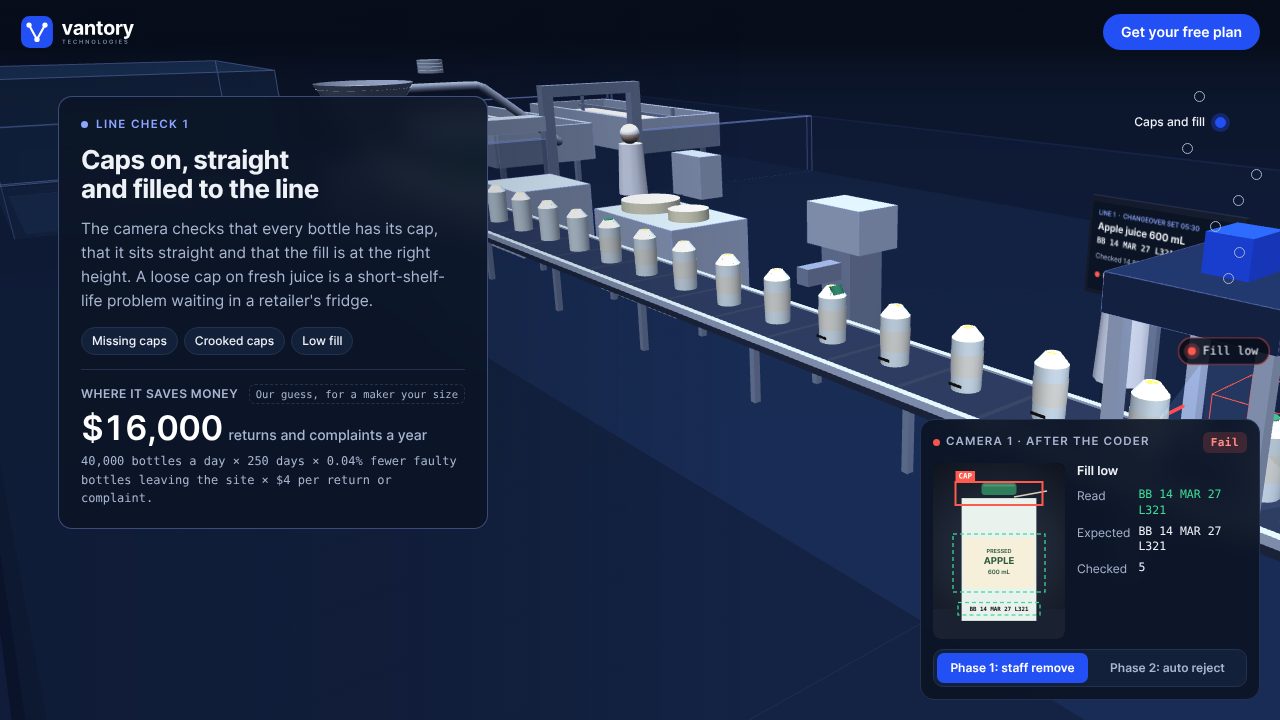 vantory
TECHNOLOGIES
Get your free plan
Caps and fill
LINE CHECK 1
Caps on, straight
and filled to the line
The camera checks that every bottle has its cap,
that it sits straight and that the fill is at the right
height. A loose cap on fresh juice is a short-shelf-
life problem waiting in a retailer's fridge.
Missing caps
Crooked caps
Low fill
WHERE IT SAVES MONEY
Our guess, for a maker your size
$16,000 returns and complaints a year
40,000 bottles a day × 250 days × 0.04% fewer faulty
bottles leaving the site × $4 per return or
complaint.
LINE 1 · CHANGEOVER SET 05:30
Apple juice 600 mL
BB 14 MAR 27
Checked
Fill low
CAMERA 1 · AFTER THE CODER
Fail
CAP
PRESSED
APPLE
600 mL
BB 14 MAR 27 L321
Fill low
Read BB 14 MAR 27
L321
Expected BB 14 MAR 27
L321
Checked 5
Phase 1: staff remove
Phase 2: auto reject